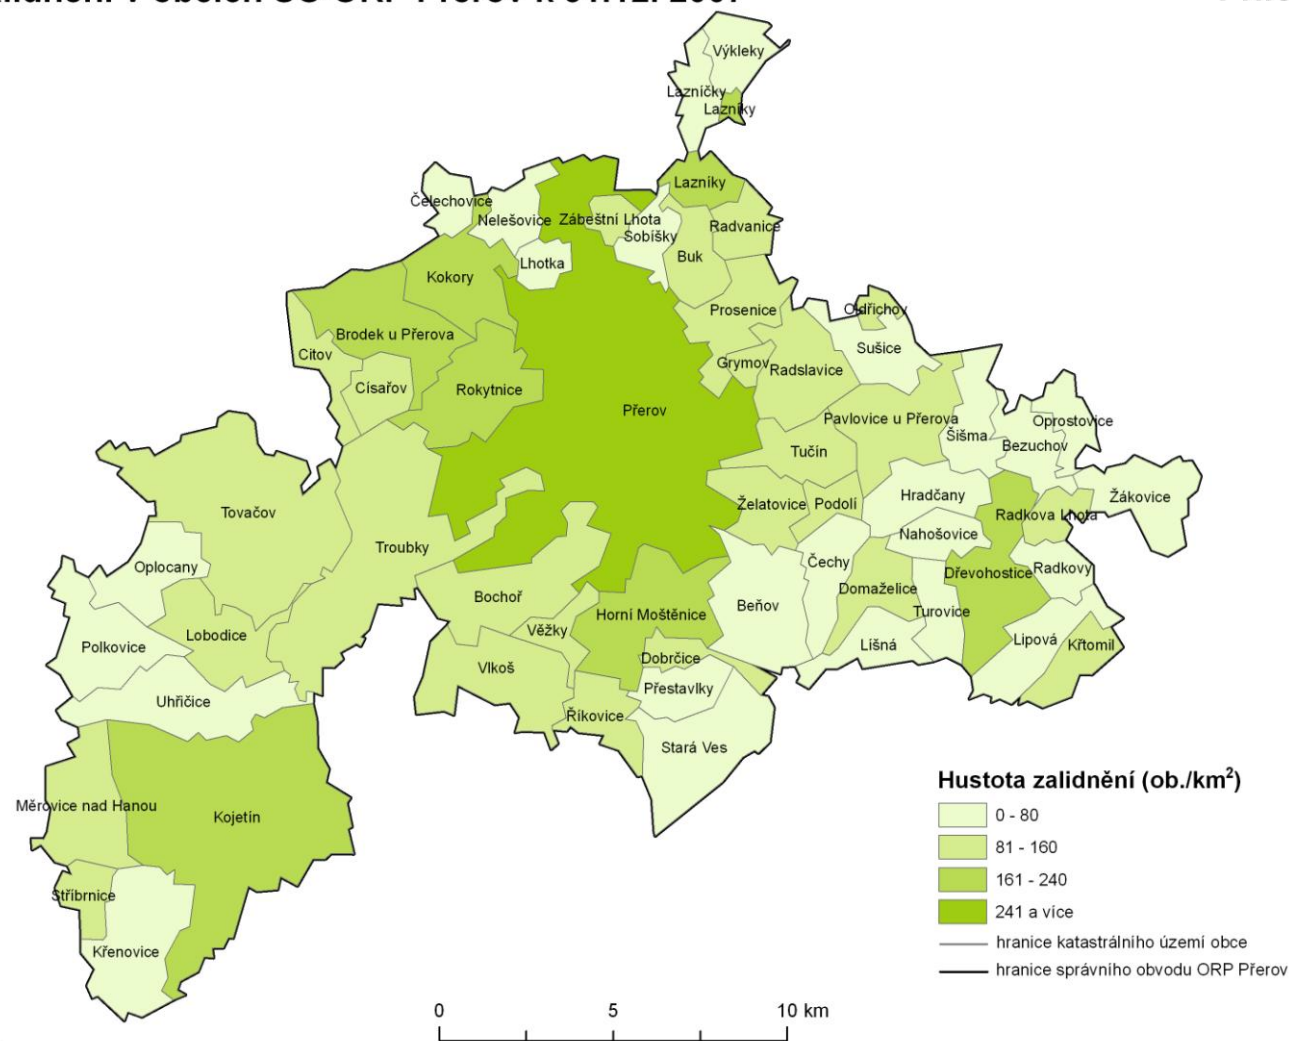 Výkleky
Lazničky
Lazníky
Lazníky
Čelechovice
Nelešovice
Zábeštní Lhota
Radvanice
Sobíšky
Buk
Lhotka
Kokory
Prosenice
Oldřichov
Brodek u Přerova
Sušice
Citov
Grymov
Radslavice
Císařov
Rokytnice
Přerov
Pavlovice u Přerova
Oprostovice
Šišma
Bezuchov
Tučín
Hradčany
Žákovice
Želatovice
Podolí
Tovačov
Radkova Lhota
Nahošovice
Troubky
Čechy
Oplocany
Dřevohostice
Radkovy
Domaželice
Bochoř
Beňov
Turovice
Horní Moštěnice
Věžky
Lobodice
Lipová
Křtomil
Líšná
Polkovice
Dobrčice
Vlkoš
Přestavlky
Uhřičice
Říkovice
Stará Ves
Měrovice nad Hanou
Kojetín
Stříbrnice
Křenovice
Hustota zalidnění (ob./km²)
0 - 80
81 - 160
161 - 240
241 a více
hranice katastrálního území obce
hranice správního obvodu ORP Přerov
0 5 10 km